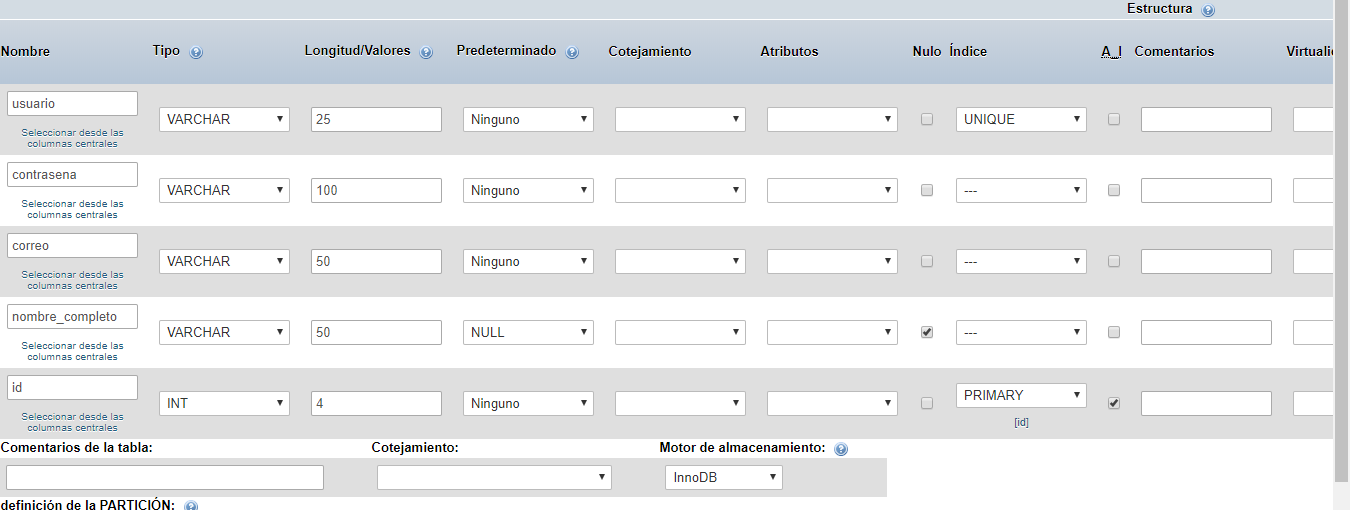 Estructura
Nombre Tipo Longitud/Valores Predeterminado Cotejamiento Atributos Nulo Índice A_I Comentarios Virtuali
usuario
VARCHAR 25 Ninguno UNIQUE
Seleccionar desde las
columnas centrales
contrasena
VARCHAR 100 Ninguno ---
Seleccionar desde las
columnas centrales
correo
VARCHAR 50 Ninguno ---
Seleccionar desde las
columnas centrales
nombre_completo
VARCHAR 50 NULL ---
Seleccionar desde las
columnas centrales
id
INT 4 Ninguno PRIMARY
Seleccionar desde las
[id]
columnas centrales
Comentarios de la tabla: Cotejamiento: Motor de almacenamiento:
InnoDB
definición de la PARTICIÓN: